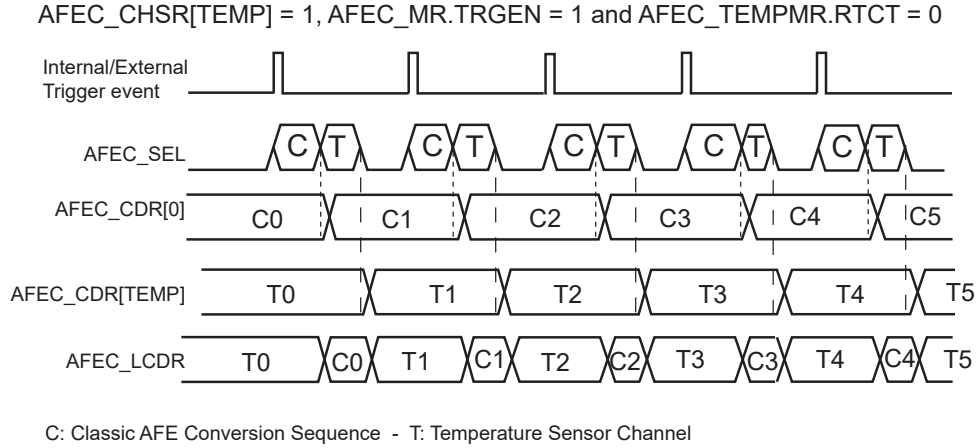 AFEC_CHSR[TEMP] = 1, AFEC_MR.TRGEN = 1 and AFEC_TEMPMR.RTCT = 0
Internal/External
Trigger event
AFEC_SEL C T C T C T C T C T
AFEC_CDR[0] C0 C1 C2 C3 C4 C5
AFEC_CDR[TEMP] T0 T1 T2 T3 T4 T5
AFEC_LCDR T0 C0 T1 C1 T2 C2 T3 C3 T4 C4 T5
C: Classic AFE Conversion Sequence - T: Temperature Sensor Channel